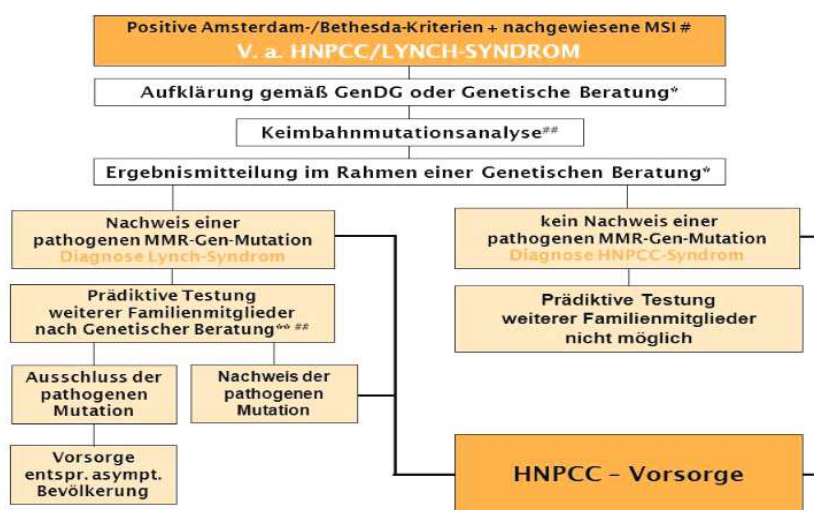 Positive Amsterdam-/Bethesda-Kriterien + nachgewiesene MSI #
V. a. HNPCC/LYNCH-SYNDROM
Aufklärung gemäß GenDG oder Genetische Beratung*
Keimbahnmutationsanalyse##
Ergebnismitteilung im Rahmen einer Genetischen Beratung*
Nachweis einer
pathogenen MMR-Gen-Mutation
Diagnose Lynch-Syndrom
kein Nachweis einer
pathogenen MMR-Gen-Mutation
Diagnose HNPCC-Syndrom
Prädiktive Testung
weiterer Familienmitglieder
nach Genetischer Beratung** ##
Prädiktive Testung
weiterer Familienmitglieder
nicht möglich
Ausschluss der
pathogenen
Mutation
Nachweis der
pathogenen
Mutation
Vorsorge
entspr. asympt.
Bevölkerung
HNPCC – Vorsorge